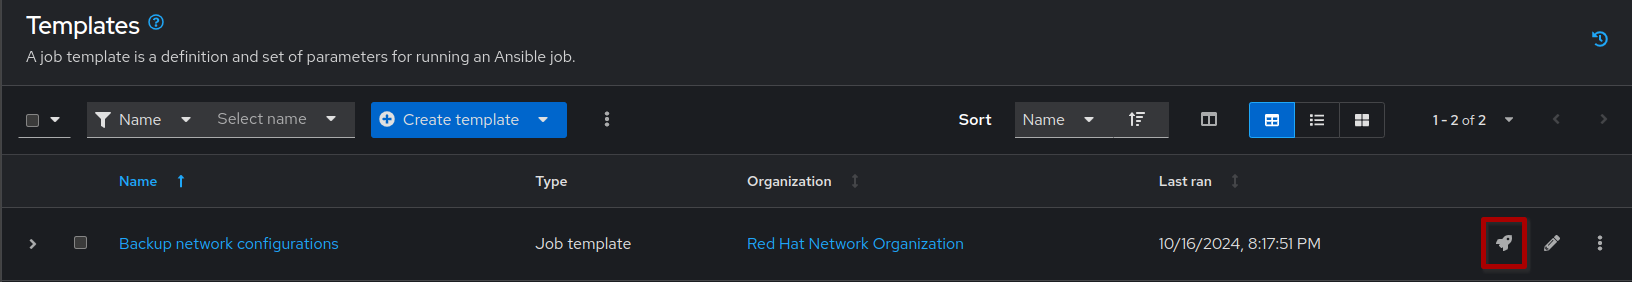 Templates
A job template is a definition and set of parameters for running an Ansible job.
Name Select name Create template Sort Name 1 - 2 of 2
Name Type Organization Last ran
Backup network configurations Job template Red Hat Network Organization 10/16/2024, 8:17:51 PM